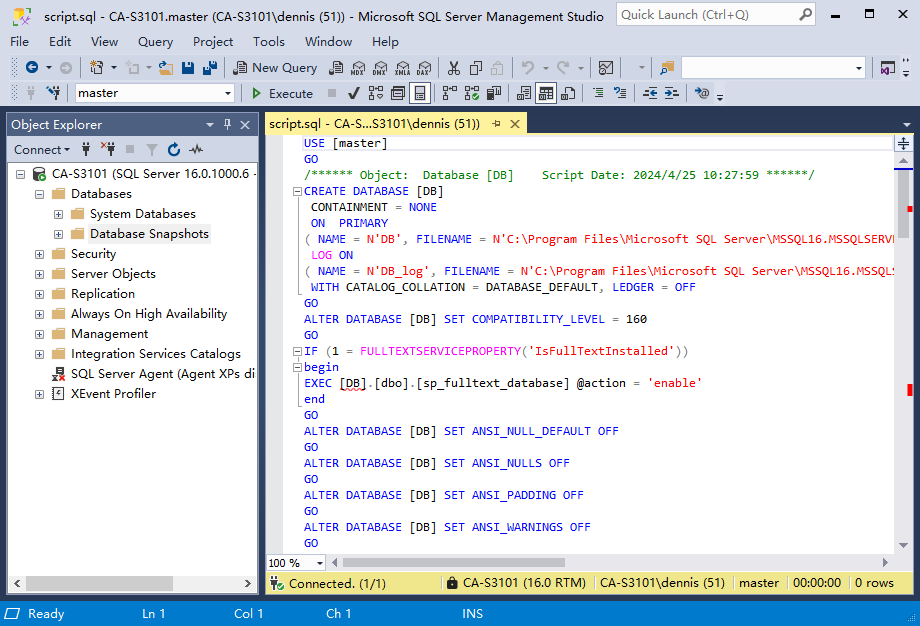 script.sql - CA-S3101.master (CA-S3101\dennis (51)) - Microsoft SQL Server Management Studio
Quick Launch (Ctrl+Q)
File Edit View Query Project Tools Window Help
New Query MDX DMX XMLA DAX
master Execute
Object Explorer
Connect
CA-S3101 (SQL Server 16.0.1000.6 -
Databases
System Databases
Database Snapshots
Security
Server Objects
Replication
Always On High Availability
Management
Integration Services Catalogs
SQL Server Agent (Agent XPs di
XEvent Profiler
script.sql - CA-S...S3101\dennis (51))
USE [master]
GO
/****** Object:  Database [DB]    Script Date: 2024/4/25 10:27:59 ******/
CREATE DATABASE [DB]
CONTAINMENT = NONE
ON  PRIMARY
( NAME = N'DB', FILENAME = N'C:\Program Files\Microsoft SQL Server\MSSQL16.MSSQLSERV
LOG ON
( NAME = N'DB_log', FILENAME = N'C:\Program Files\Microsoft SQL Server\MSSQL16.MSSQL
WITH CATALOG_COLLATION = DATABASE_DEFAULT, LEDGER = OFF
GO
ALTER DATABASE [DB] SET COMPATIBILITY_LEVEL = 160
GO
IF (1 = FULLTEXTSERVICEPROPERTY('IsFullTextInstalled'))
begin
EXEC [DB].[dbo].[sp_fulltext_database] @action = 'enable'
end
GO
ALTER DATABASE [DB] SET ANSI_NULL_DEFAULT OFF
GO
ALTER DATABASE [DB] SET ANSI_NULLS OFF
GO
ALTER DATABASE [DB] SET ANSI_PADDING OFF
GO
ALTER DATABASE [DB] SET ANSI_WARNINGS OFF
GO
100 %
Connected. (1/1) CA-S3101 (16.0 RTM) CA-S3101\dennis (51) master 00:00:00 0 rows
Ready Ln 1 Col 1 Ch 1 INS